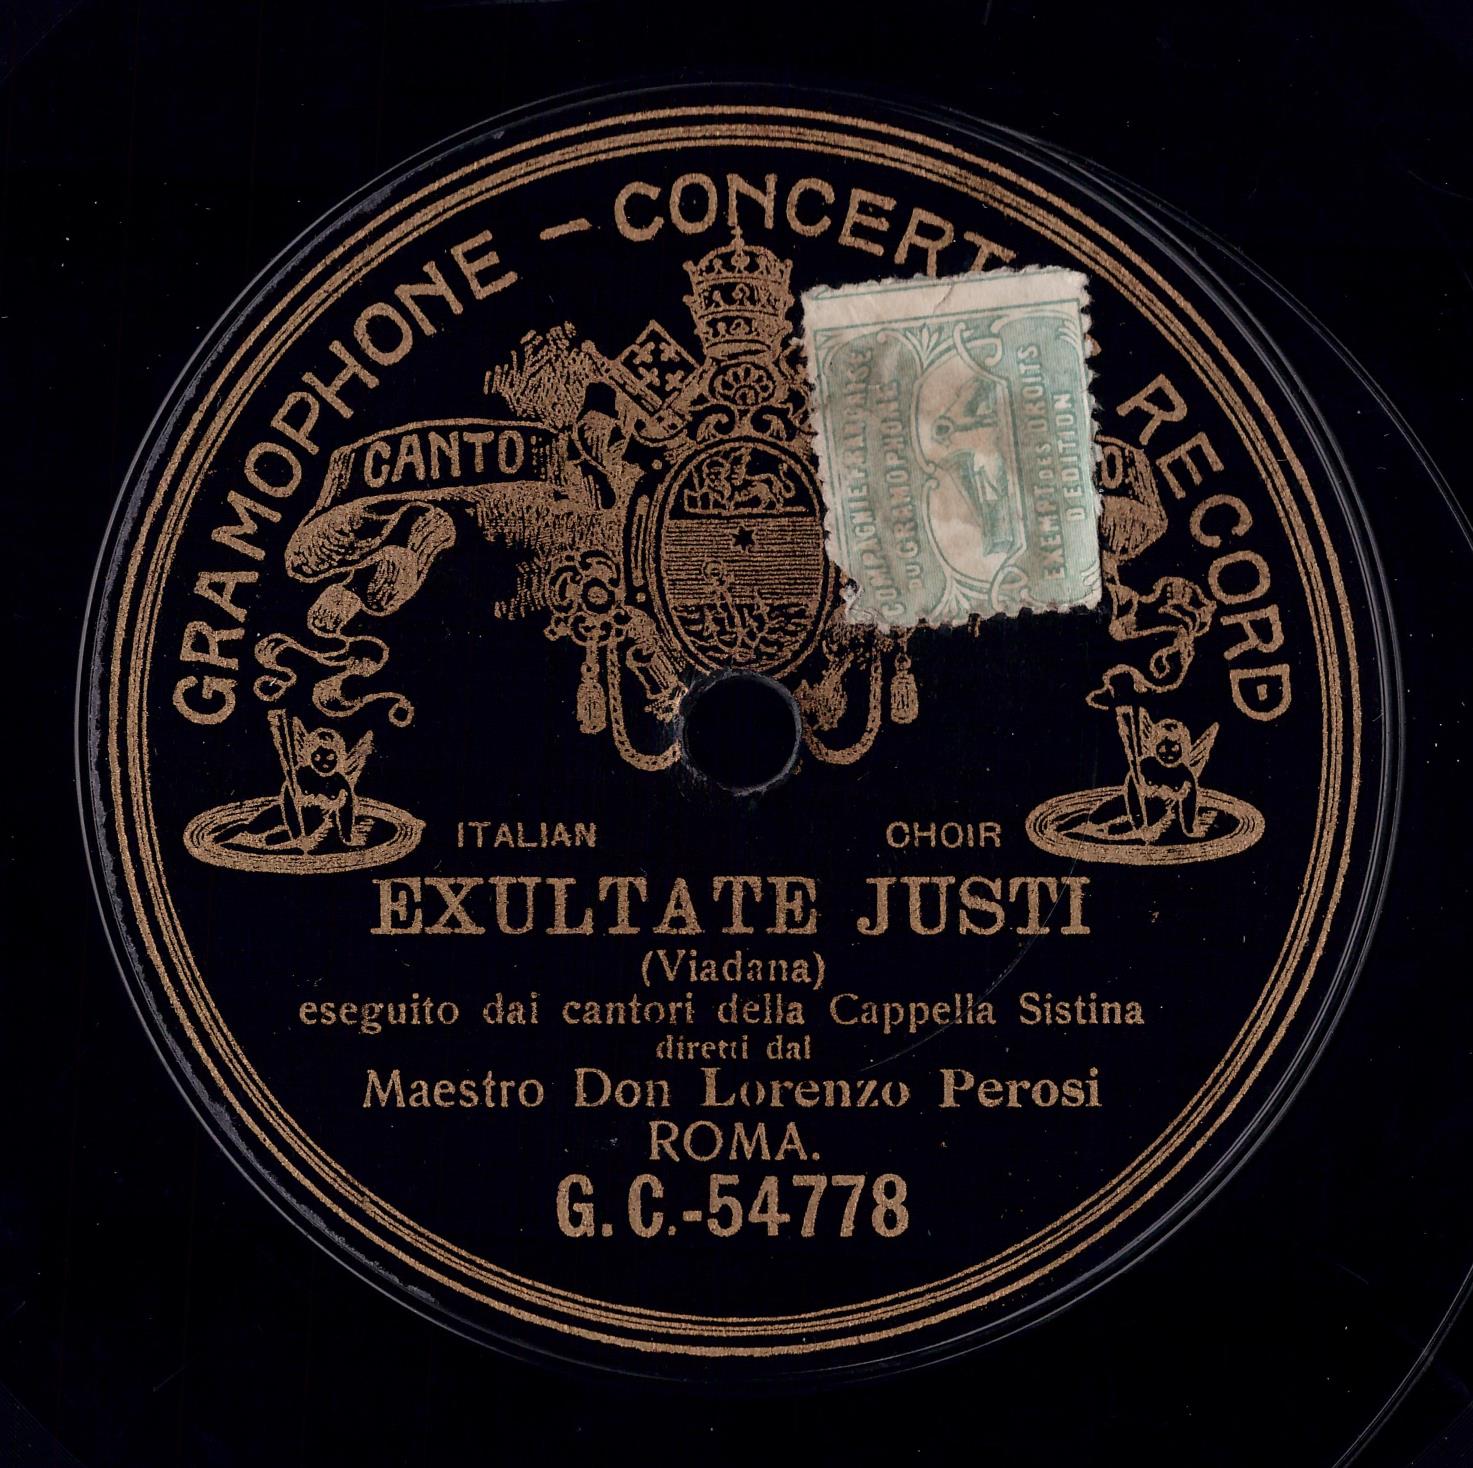 GRAMOPHONE - CONCERT RECORD
CANTO
COMPAGNIE FRANÇAISE
DU GRAMOPHONE
EXEMPT DES DROITS
D'EDITION
ITALIAN CHOIR
EXULTATE JUSTI
(Viadana)
eseguito dai cantori della Cappella Sistina
diretti dal
Maestro Don Lorenzo Perosi
ROMA.
G.C.-54778